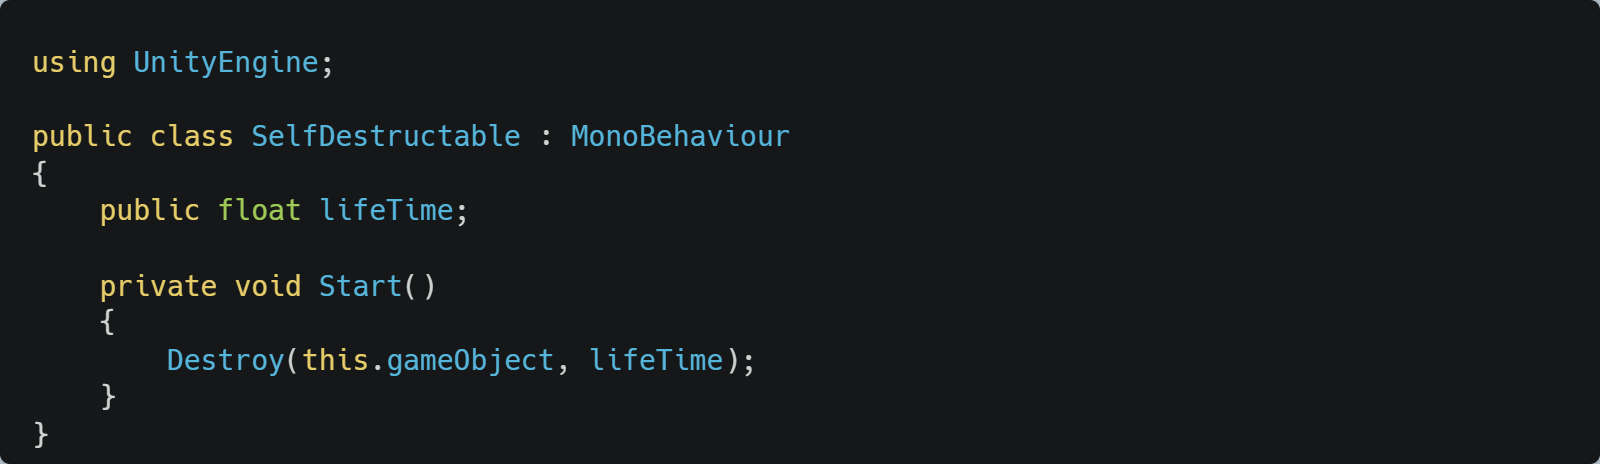 using UnityEngine;
public class SelfDestructable : MonoBehaviour
{
    public float lifeTime;
    private void Start()
    {
        Destroy(this.gameObject, lifeTime);
    }
}